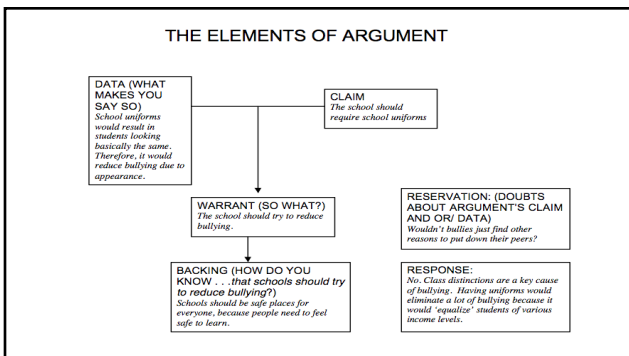 THE ELEMENTS OF ARGUMENT
DATA (WHAT
MAKES YOU
SAY SO)
School uniforms
would result in
students looking
basically the same.
Therefore, it would
reduce bullying due to
appearance.
CLAIM
The school should
require school uniforms
WARRANT (SO WHAT?)
The school should try to reduce
bullying.
BACKING (HOW DO YOU
KNOW . . .that schools should try
to reduce bullying?)
Schools should be safe places for
everyone, because people need to feel
safe to learn.
RESERVATION: (DOUBTS
ABOUT ARGUMENT'S CLAIM
AND OR/ DATA)
Wouldn't bullies just find other
reasons to put down their peers?
RESPONSE:
No. Class distinctions are a key cause
of bullying. Having uniforms would
eliminate a lot of bullying because it
would 'equalize' students of various
income levels.